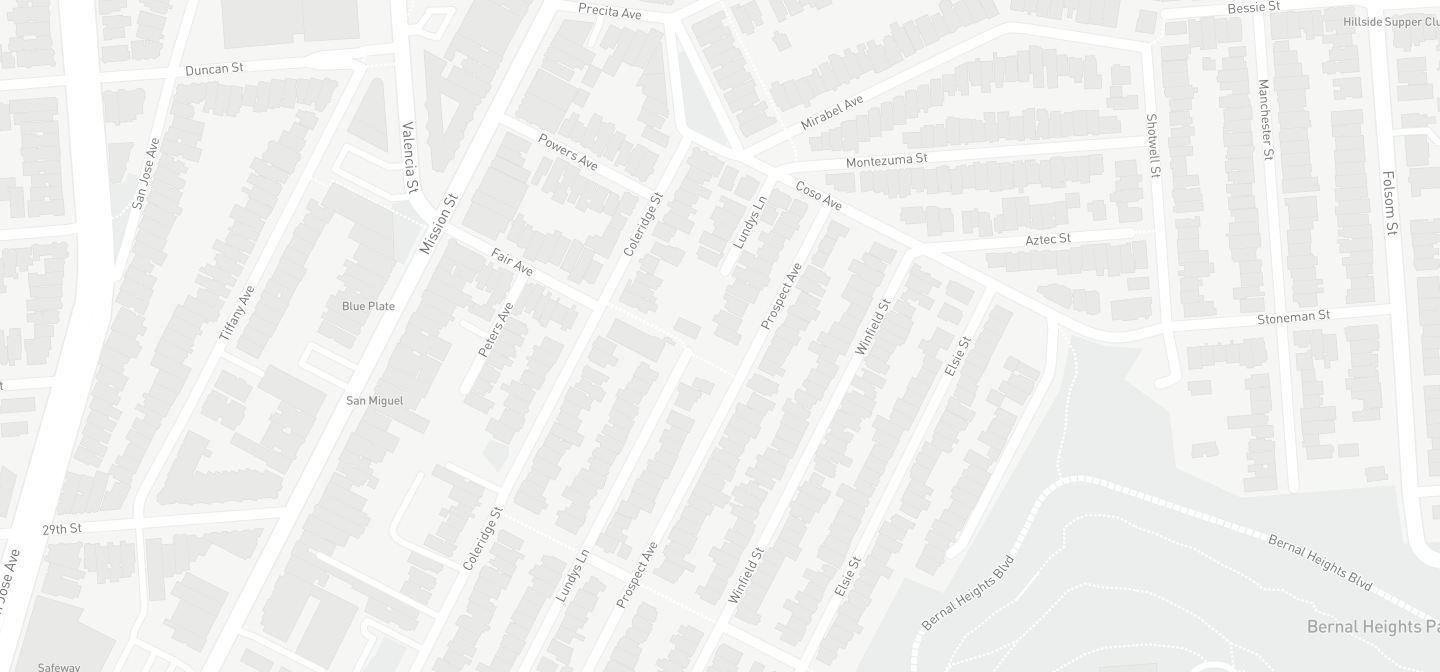 Precita Ave
Bessie St
Hillside Supper Clu
Duncan St
Manchester St
Mirabel Ave
Shotwell St
Valencia St
San Jose Ave
Powers Ave
Montezuma St
Folsom St
Coso Ave
Mission St
Coleridge St
Lundys Ln
Aztec St
Fair Ave
Prospect Ave
Blue Plate
Tiffany Ave
Peters Ave
Winfield St
Stoneman St
Elsie St
San Miguel
29th St
Coleridge St
Bernal Heights Blvd
Lundys Ln
Prospect Ave
Winfield St
Elsie St
Bernal Heights Blvd
Jose Ave
Bernal Heights Pa
Safeway